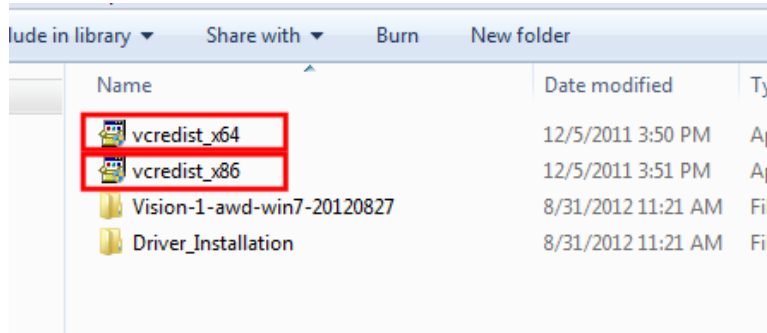 lude in library Share with Burn New folder
Name Date modified Ty
vcredist_x64 12/5/2011 3:50 PM Ap
vcredist_x86 12/5/2011 3:51 PM Ap
Vision-1-awd-win7-20120827 8/31/2012 11:21 AM Fi
Driver_Installation 8/31/2012 11:21 AM Fi